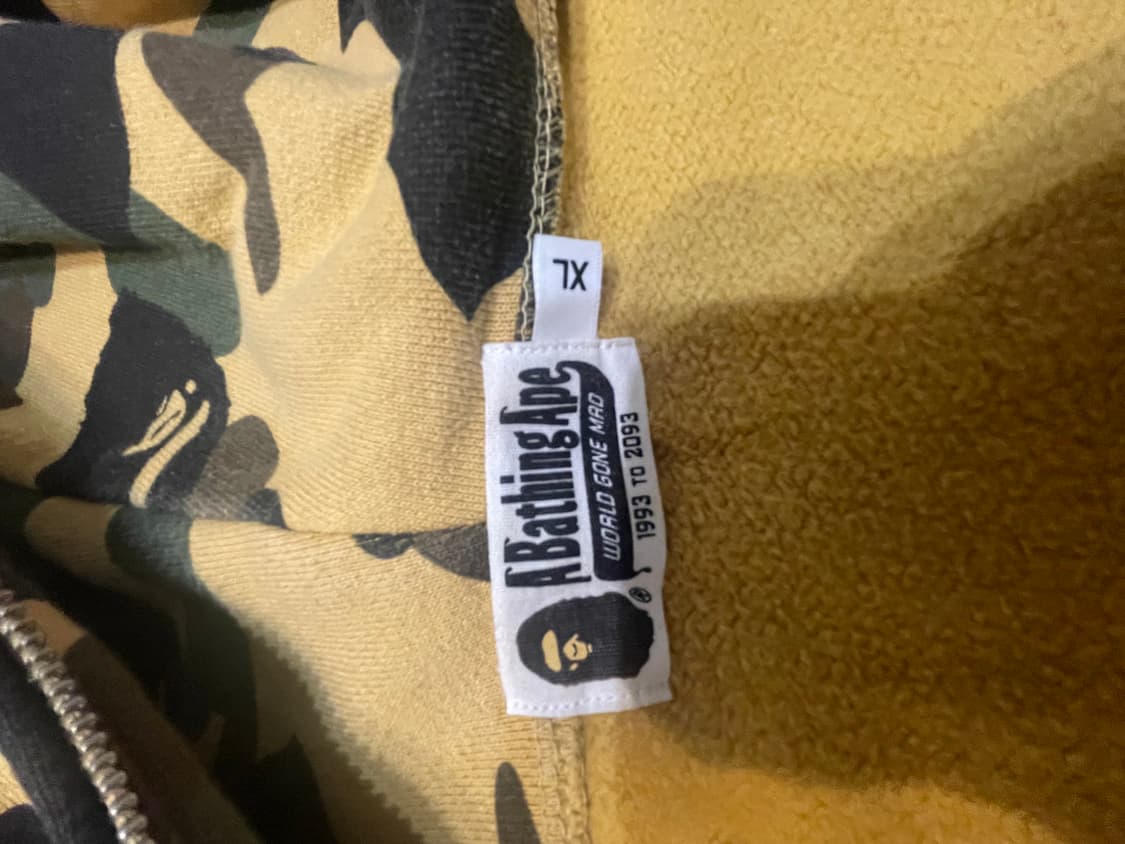 A Bathing Ape
WORLD GONE MAD
1993 TO 2093
®
XL